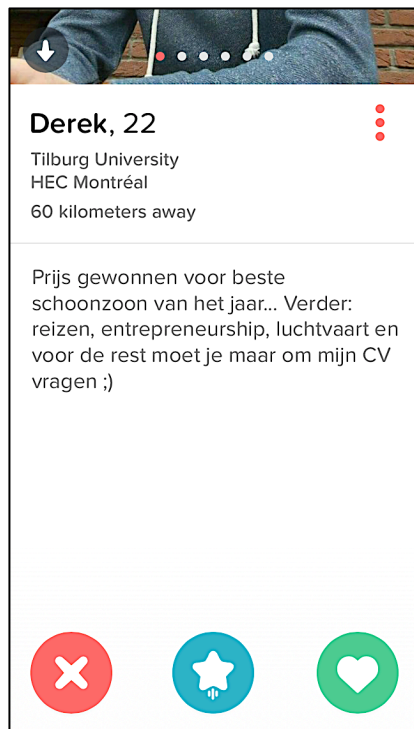 Derek, 22
Tilburg University
HEC Montréal
60 kilometers away
Prijs gewonnen voor beste
schoonzoon van het jaar... Verder:
reizen, entrepreneurship, luchtvaart en
voor de rest moet je maar om mijn CV
vragen ;)